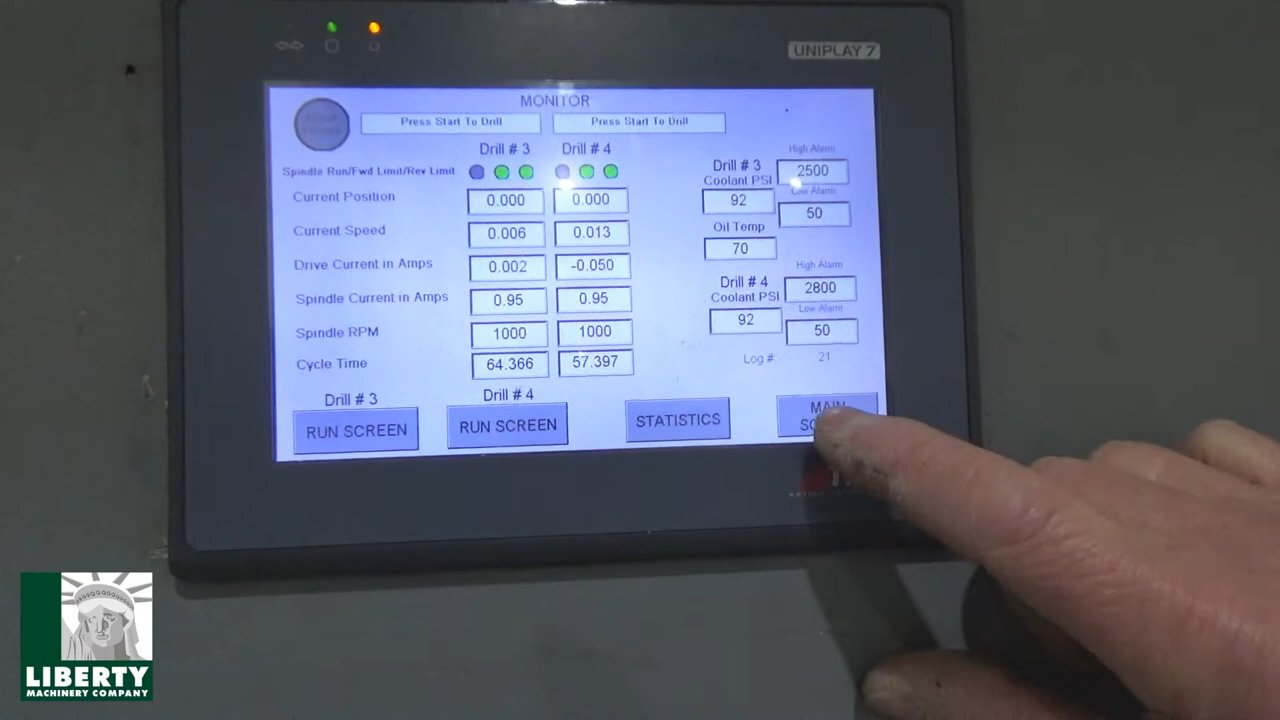 UNIPLAY 7
MONITOR
Press Start To Drill
Press Start To Drill
Drill # 3
Drill # 4
Spindle Run/Fwd Limit/Rev Limit
Current Position
0.000
0.000
Current Speed
0.006
0.013
Drive Current in Amps
0.002
-0.050
Spindle Current in Amps
0.95
0.95
Spindle RPM
1000
1000
Cycle Time
64.366
57.397
High Alarm
Drill # 3
Coolant PSI
2500
92
Low Alarm
50
Oil Temp
70
High Alarm
Drill # 4
Coolant PSI
2800
92
Low Alarm
50
Log #:
21
Drill # 3
RUN SCREEN
Drill # 4
RUN SCREEN
STATISTICS
MAIN
LIBERTY
MACHINERY COMPANY